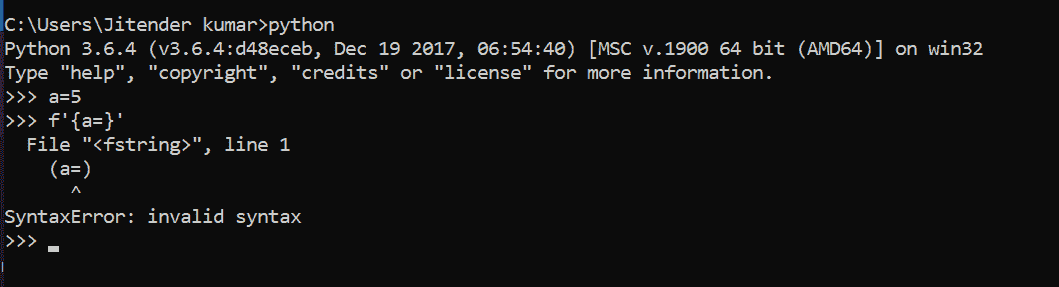 C:\Users\Jitender kumar>python
Python 3.6.4 (v3.6.4:d48eceb, Dec 19 2017, 06:54:40) [MSC v.1900 64 bit (AMD64)] on win32
Type "help", "copyright", "credits" or "license" for more information.
>>> a=5
>>> f'{a=}'
  File "<fstring>", line 1
    (a=)
      ^
SyntaxError: invalid syntax
>>>